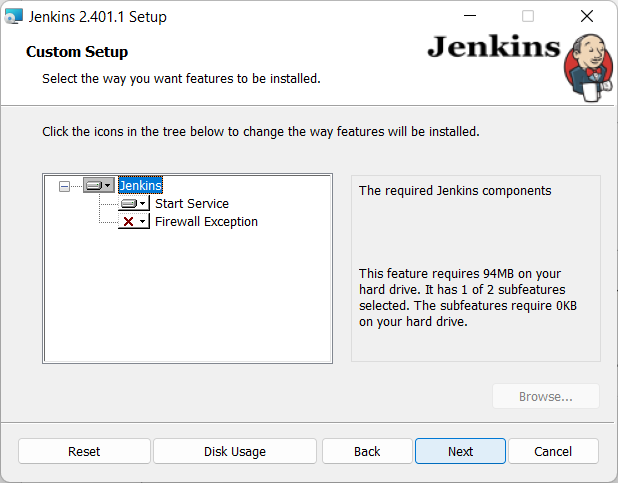 Jenkins 2.401.1 Setup
Custom Setup
Jenkins
Select the way you want features to be installed.
Click the icons in the tree below to change the way features will be installed.
Jenkins
Start Service
Firewall Exception
The required Jenkins components
This feature requires 94MB on your
hard drive. It has 1 of 2 subfeatures
selected. The subfeatures require 0KB
on your hard drive.
Browse...
Reset
Disk Usage
Back
Next
Cancel